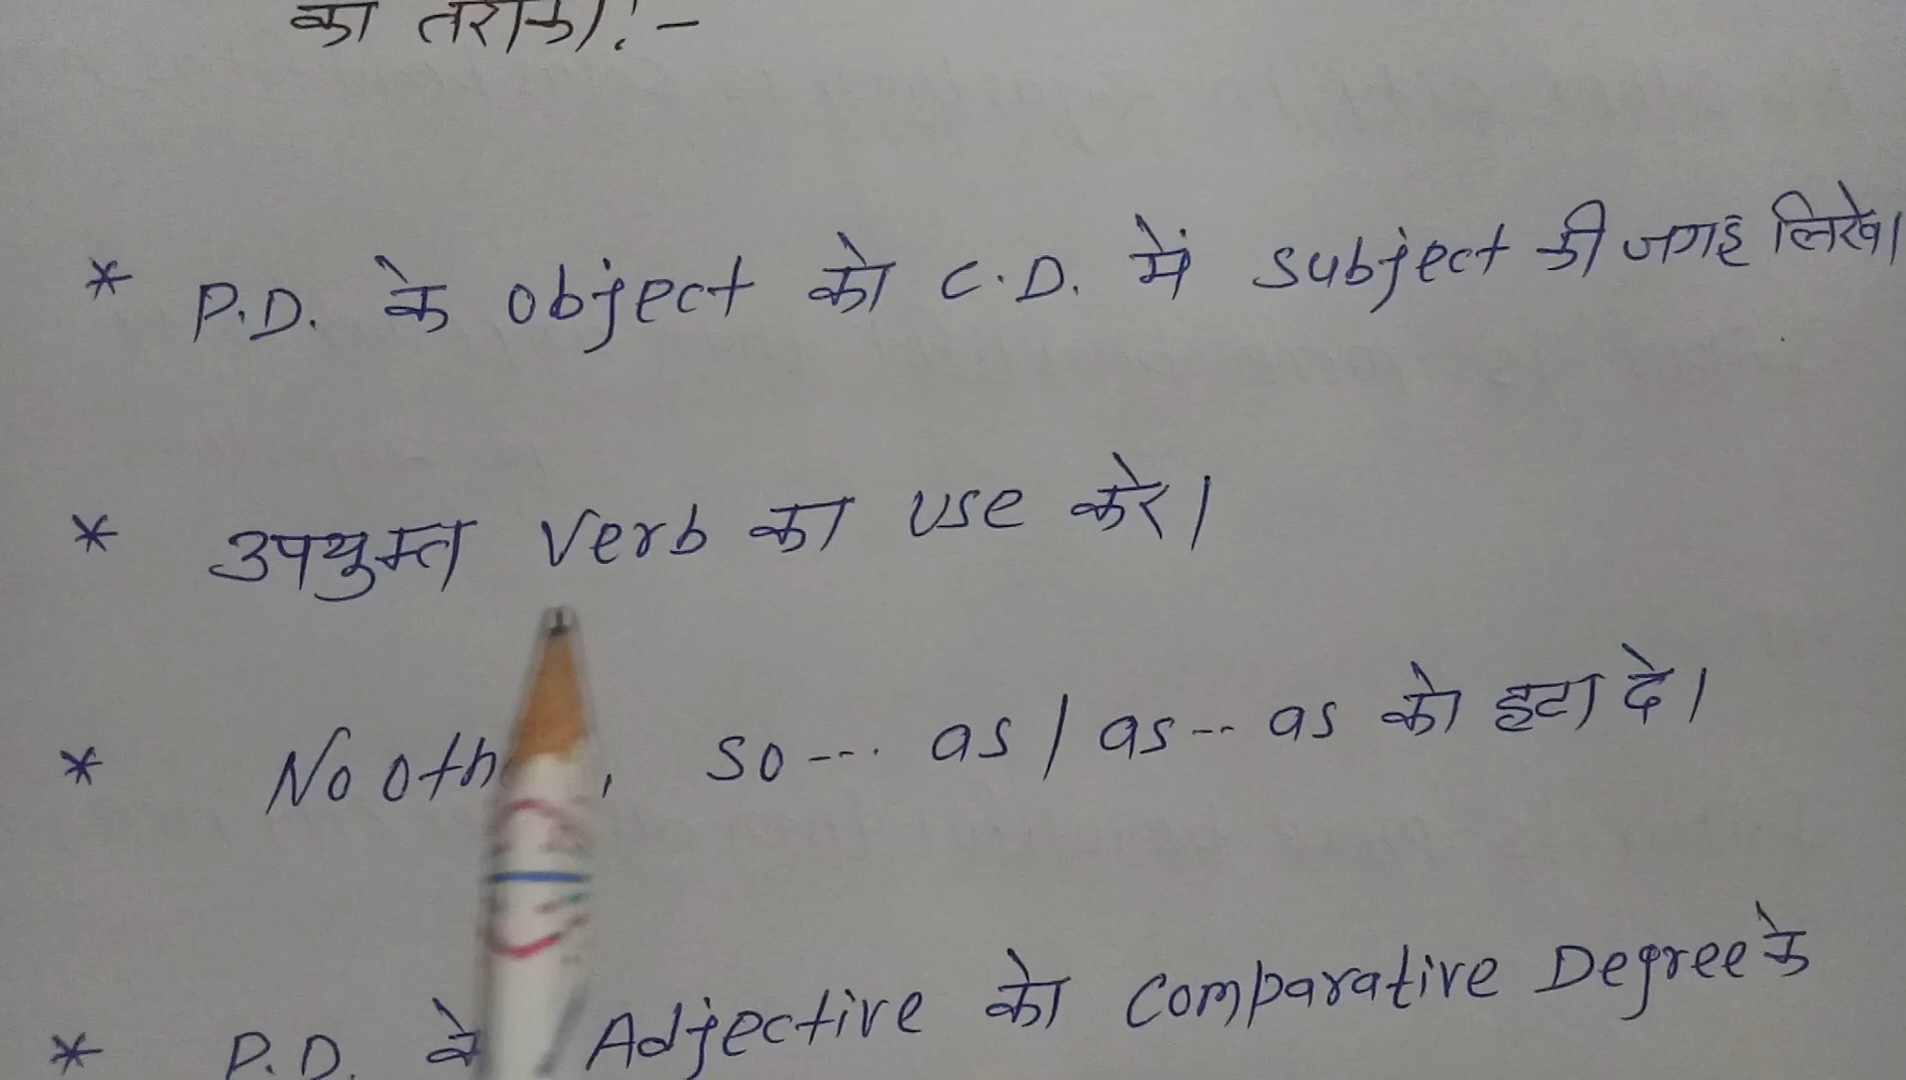 का तरीका:-
* P.D. के object को C.D. में subject की जगह लिखे।
* उपयुक्त Verb का use करे।
* No oth , so --- as / as -- as को हटा दे।
* P.D. के Adjective को Comparative Degree के